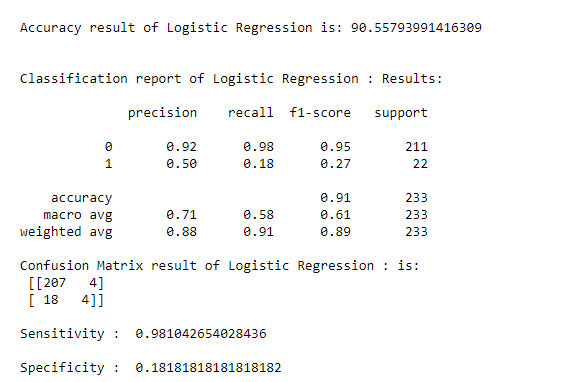 Accuracy result of Logistic Regression is: 90.55793991416309
Classification report of Logistic Regression : Results:
precision recall f1-score support
0 0.92 0.98 0.95 211
1 0.50 0.18 0.27 22
accuracy 0.91 233
macro avg 0.71 0.58 0.61 233
weighted avg 0.88 0.91 0.89 233
Confusion Matrix result of Logistic Regression : is:
[[207 4]
[ 18 4]]
Sensitivity : 0.981042654028436
Specificity : 0.18181818181818182